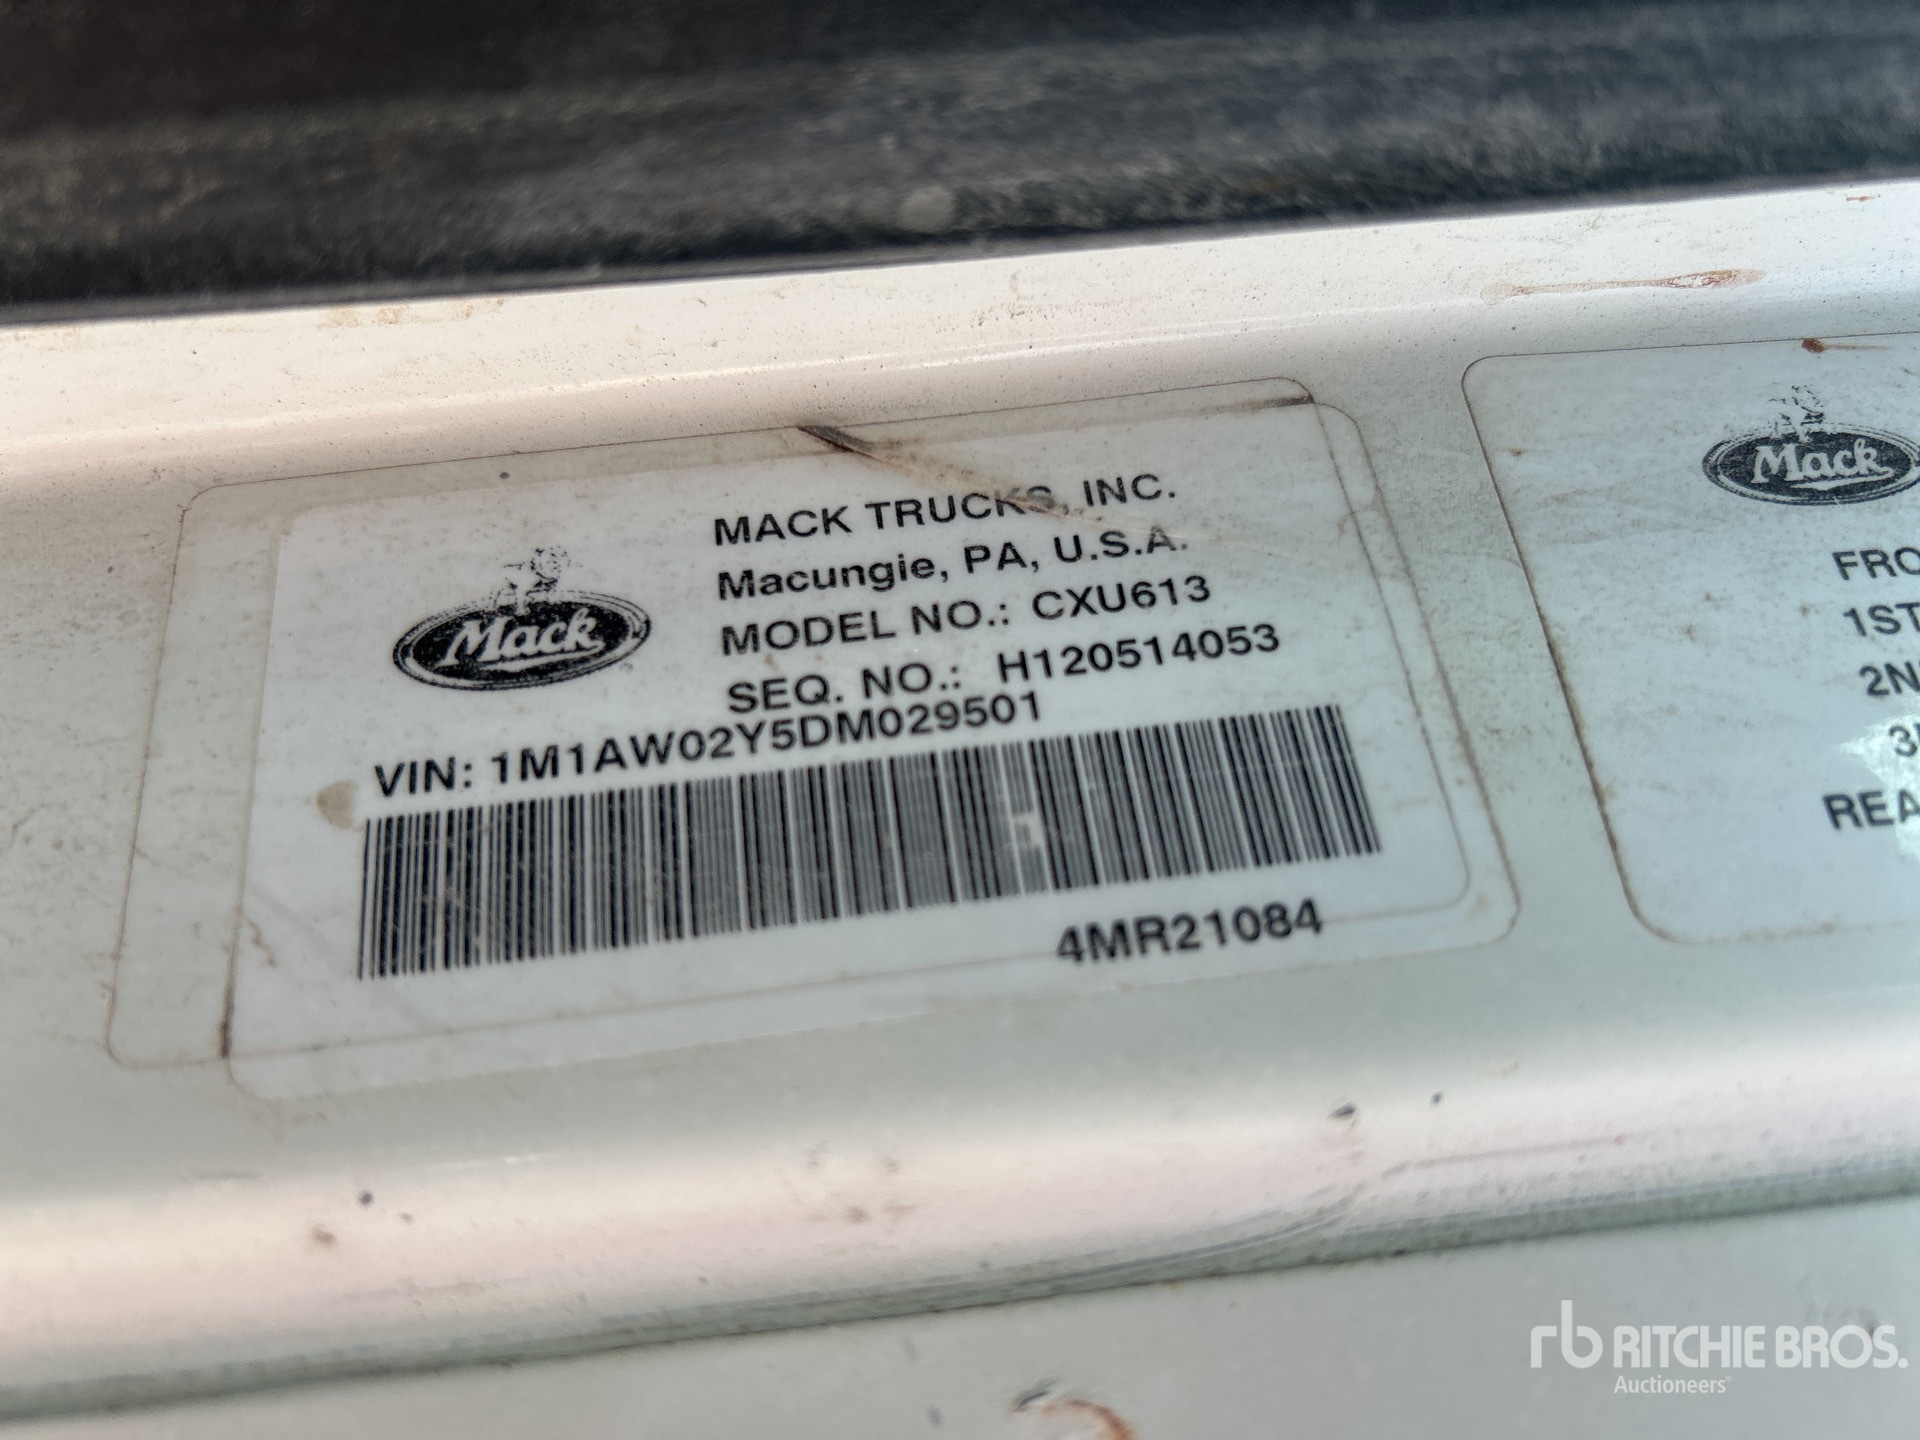 MACK TRUCKS, INC.
Macungie, PA, U.S.A.
MODEL NO.: CXU613
SEQ. NO.: H120514053
VIN: 1M1AW02Y5DM029501
4MR21084
Mack
Mack
FRO
1ST
2N
REA
rb RITCHIE BROS.
Auctioneers